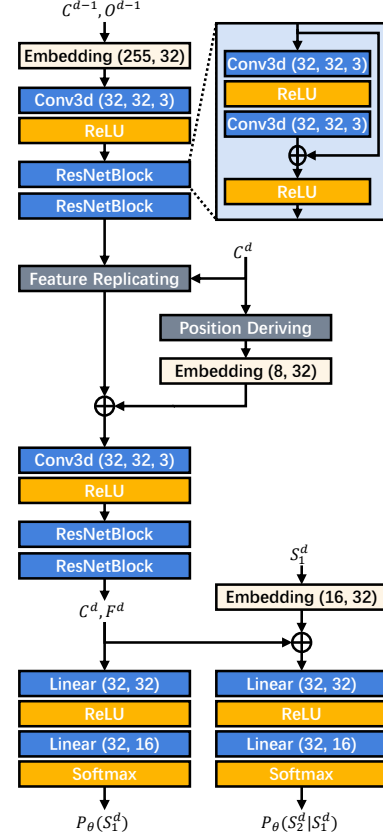 C^{d-1}, O^{d-1}
Embedding (255, 32)
Conv3d (32, 32, 3)
ReLU
ResNetBlock
ResNetBlock
Conv3d (32, 32, 3)
ReLU
Conv3d (32, 32, 3)
ReLU
C^d
Feature Replicating
Position Deriving
Embedding (8, 32)
Conv3d (32, 32, 3)
ReLU
ResNetBlock
ResNetBlock
C^d, F^d
S_1^d
Embedding (16, 32)
Linear (32, 32)
ReLU
Linear (32, 16)
Softmax
P_θ(S_1^d)
Linear (32, 32)
ReLU
Linear (32, 16)
Softmax
P_θ(S_2^d|S_1^d)